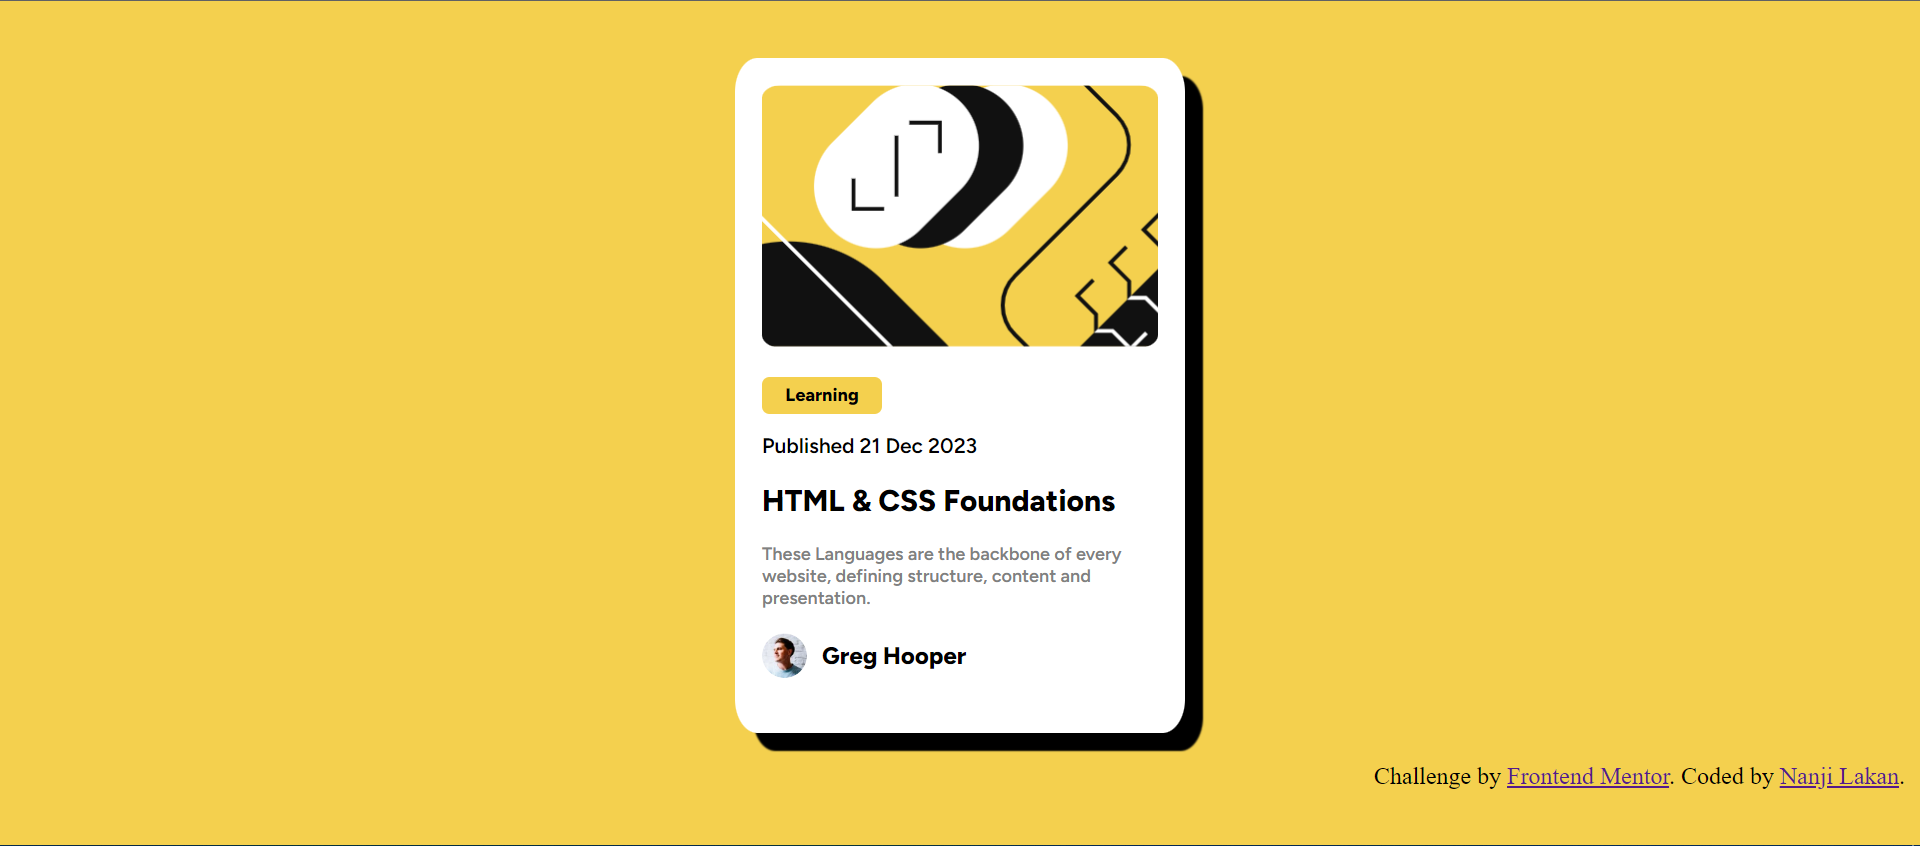 Learning
Published 21 Dec 2023
HTML & CSS Foundations
These Languages are the backbone of every
website, defining structure, content and
presentation.
Greg Hooper
Challenge by Frontend Mentor. Coded by Nanji Lakan.